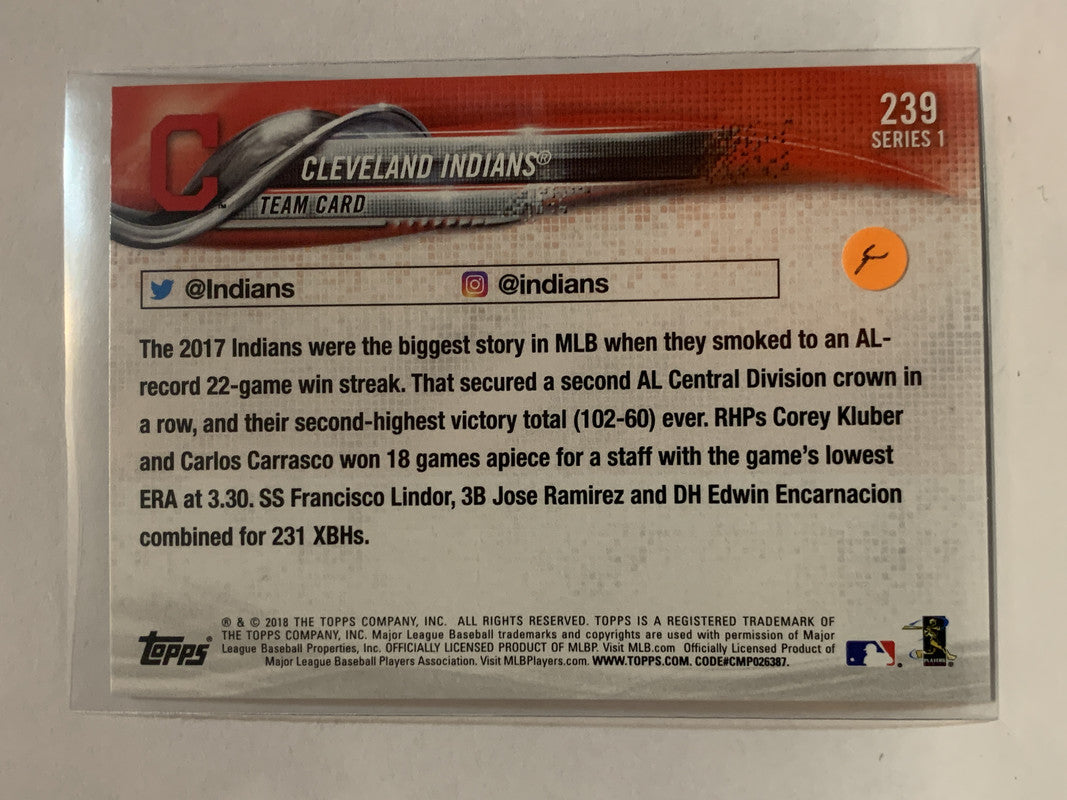 239
SERIES 1
C
™
CLEVELAND INDIANS®
TEAM CARD
@Indians
@indians
The 2017 Indians were the biggest story in MLB when they smoked to an AL-
record 22-game win streak. That secured a second AL Central Division crown in
a row, and their second-highest victory total (102-60) ever. RHPs Corey Kluber
and Carlos Carrasco won 18 games apiece for a staff with the game's lowest
ERA at 3.30. SS Francisco Lindor, 3B Jose Ramirez and DH Edwin Encarnacion
combined for 231 XBHs.
® & © 2018 THE TOPPS COMPANY, INC. ALL RIGHTS RESERVED. TOPPS IS A REGISTERED TRADEMARK OF
THE TOPPS COMPANY, INC. Major League Baseball trademarks and copyrights are used with permission of Major
League Baseball Properties, Inc. OFFICIALLY LICENSED PRODUCT OF MLBP. Visit MLB.com Officially Licensed Product of
Major League Baseball Players Association. Visit MLBPlayers.com. WWW.TOPPS.COM. CODE#CMP026387.
Topps®
PLAYERS